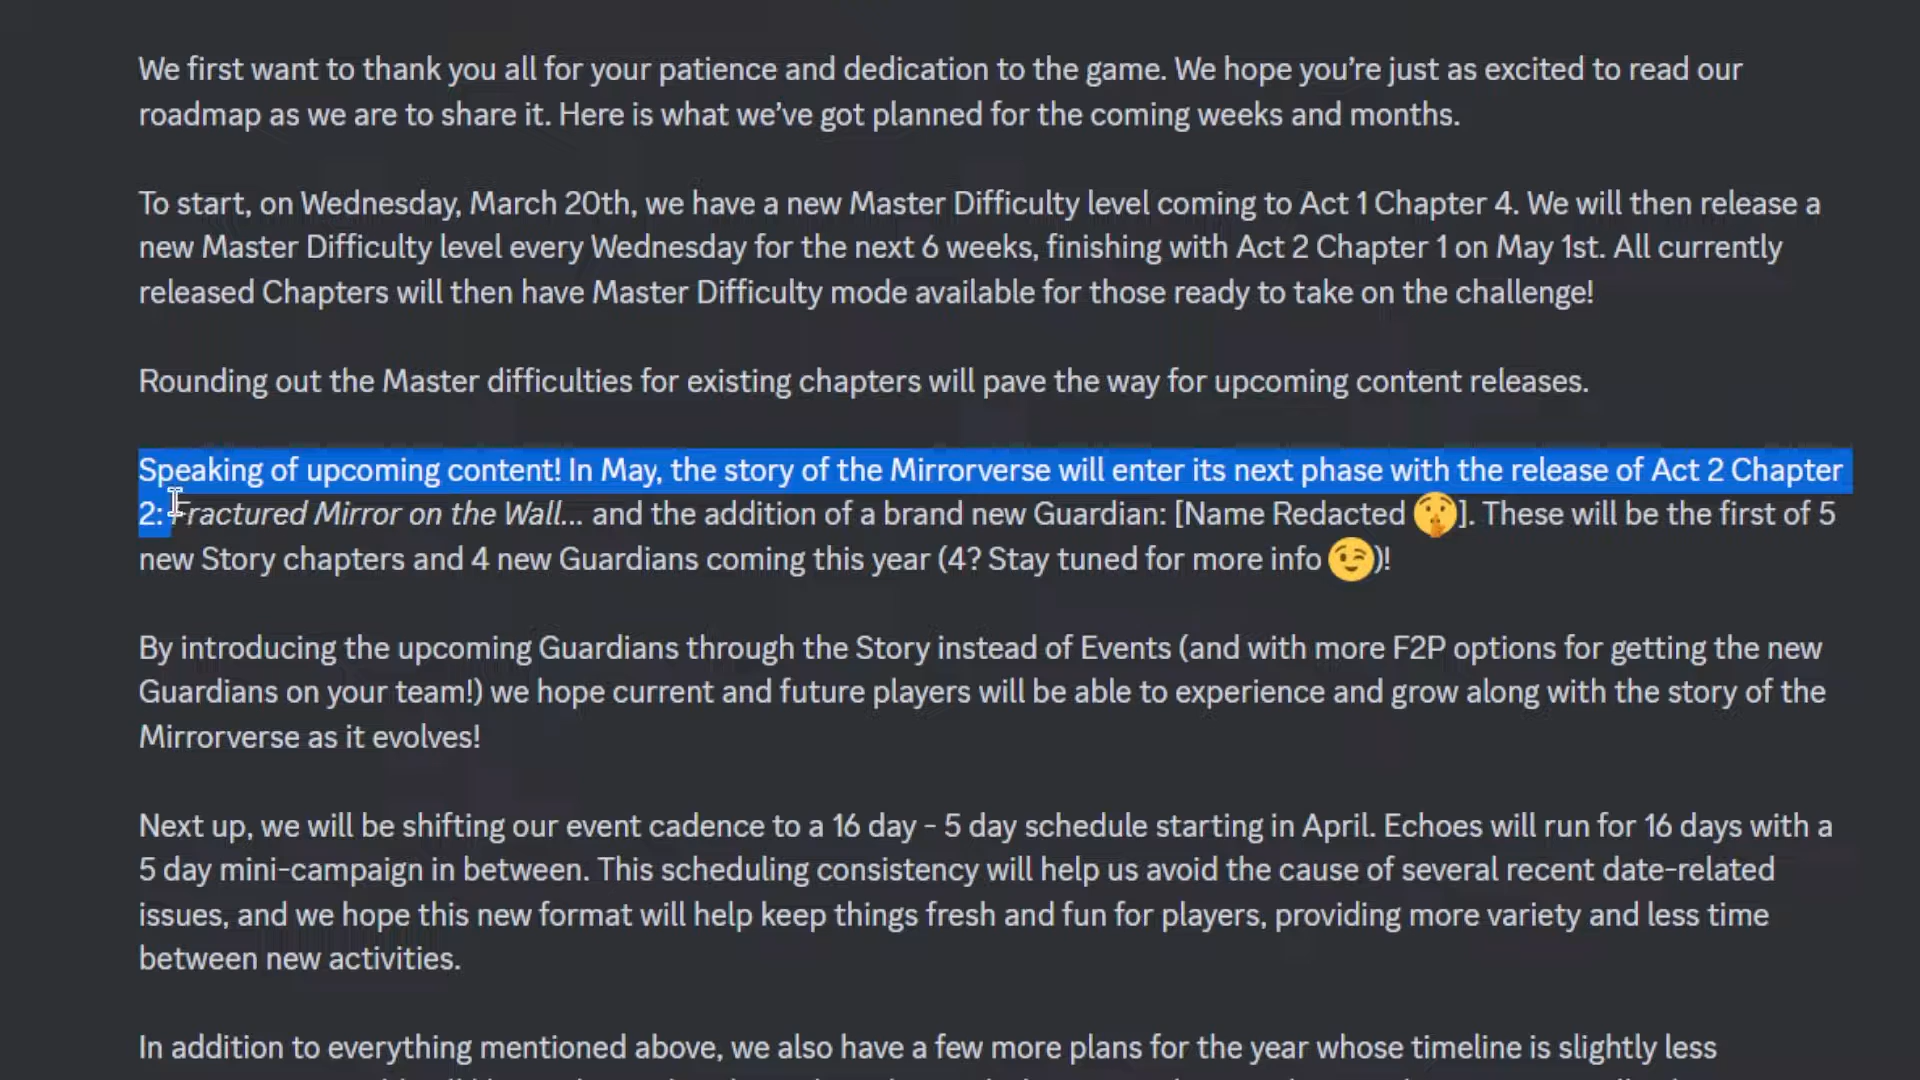 We first want to thank you all for your patience and dedication to the game. We hope you're just as excited to read our
roadmap as we are to share it. Here is what we've got planned for the coming weeks and months.
To start, on Wednesday, March 20th, we have a new Master Difficulty level coming to Act 1 Chapter 4. We will then release a
new Master Difficulty level every Wednesday for the next 6 weeks, finishing with Act 2 Chapter 1 on May 1st. All currently
released Chapters will then have Master Difficulty mode available for those ready to take on the challenge!
Rounding out the Master difficulties for existing chapters will pave the way for upcoming content releases.
Speaking of upcoming content! In May, the story of the Mirrorverse will enter its next phase with the release of Act 2 Chapter
2: Fractured Mirror on the Wall... and the addition of a brand new Guardian: [Name Redacted 🤫]. These will be the first of 5
new Story chapters and 4 new Guardians coming this year (4? Stay tuned for more info 😉)!
By introducing the upcoming Guardians through the Story instead of Events (and with more F2P options for getting the new
Guardians on your team!) we hope current and future players will be able to experience and grow along with the story of the
Mirrorverse as it evolves!
Next up, we will be shifting our event cadence to a 16 day - 5 day schedule starting in April. Echoes will run for 16 days with a
5 day mini-campaign in between. This scheduling consistency will help us avoid the cause of several recent date-related
issues, and we hope this new format will help keep things fresh and fun for players, providing more variety and less time
between new activities.
In addition to everything mentioned above, we also have a few more plans for the year whose timeline is slightly less